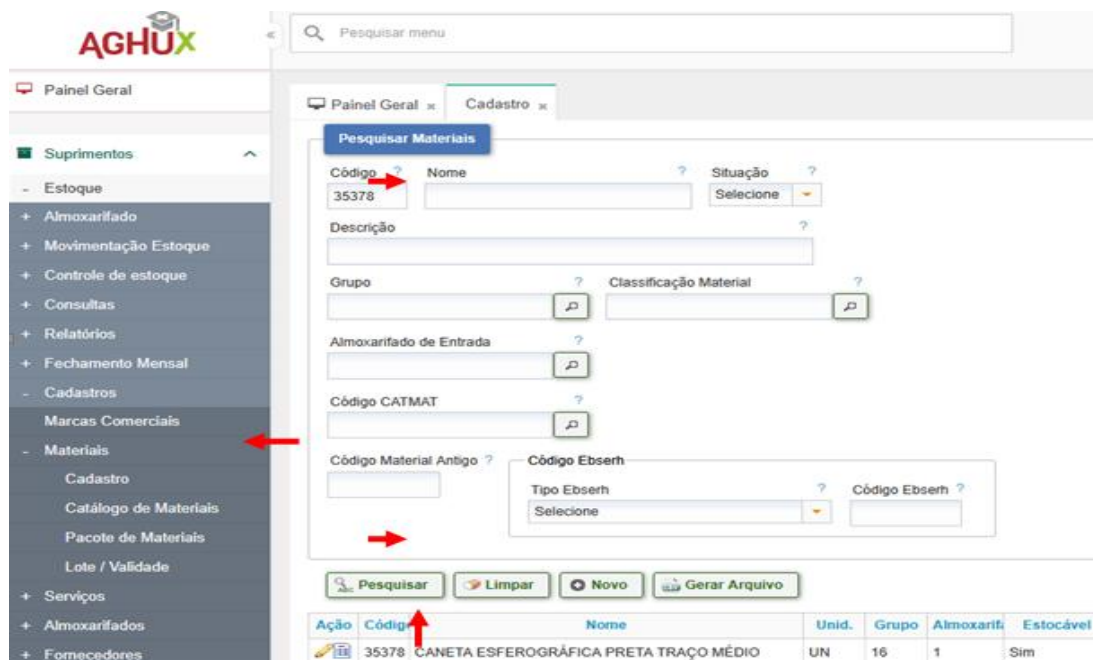 AGHUX
«
Pesquisar menu
Painel Geral
Painel Geral × Cadastro ×
Suprimentos
- Estoque
+ Almoxarifado
+ Movimentação Estoque
+ Controle de estoque
+ Consultas
+ Relatórios
+ Fechamento Mensal
- Cadastros
Marcas Comerciais
- Materiais
Cadastro
Catálogo de Materiais
Pacote de Materiais
Lote / Validade
+ Serviços
+ Almoxarifados
+ Fornecedores
Pesquisar Materiais
Código ? Nome ? Situação ?
35378 Selecione
Descrição ?
Grupo ? Classificação Material ?
Almoxarifado de Entrada ?
Código CATMAT ?
Código Material Antigo ? Código Ebserh
Tipo Ebserh ? Código Ebserh ?
Selecione
Pesquisar Limpar Novo Gerar Arquivo
Ação Nome Unid. Grupo Estocável
35378 CANETA ESFEROGRÁFICA PRETA TRAÇO MÉDIO UN 16 1 Sim